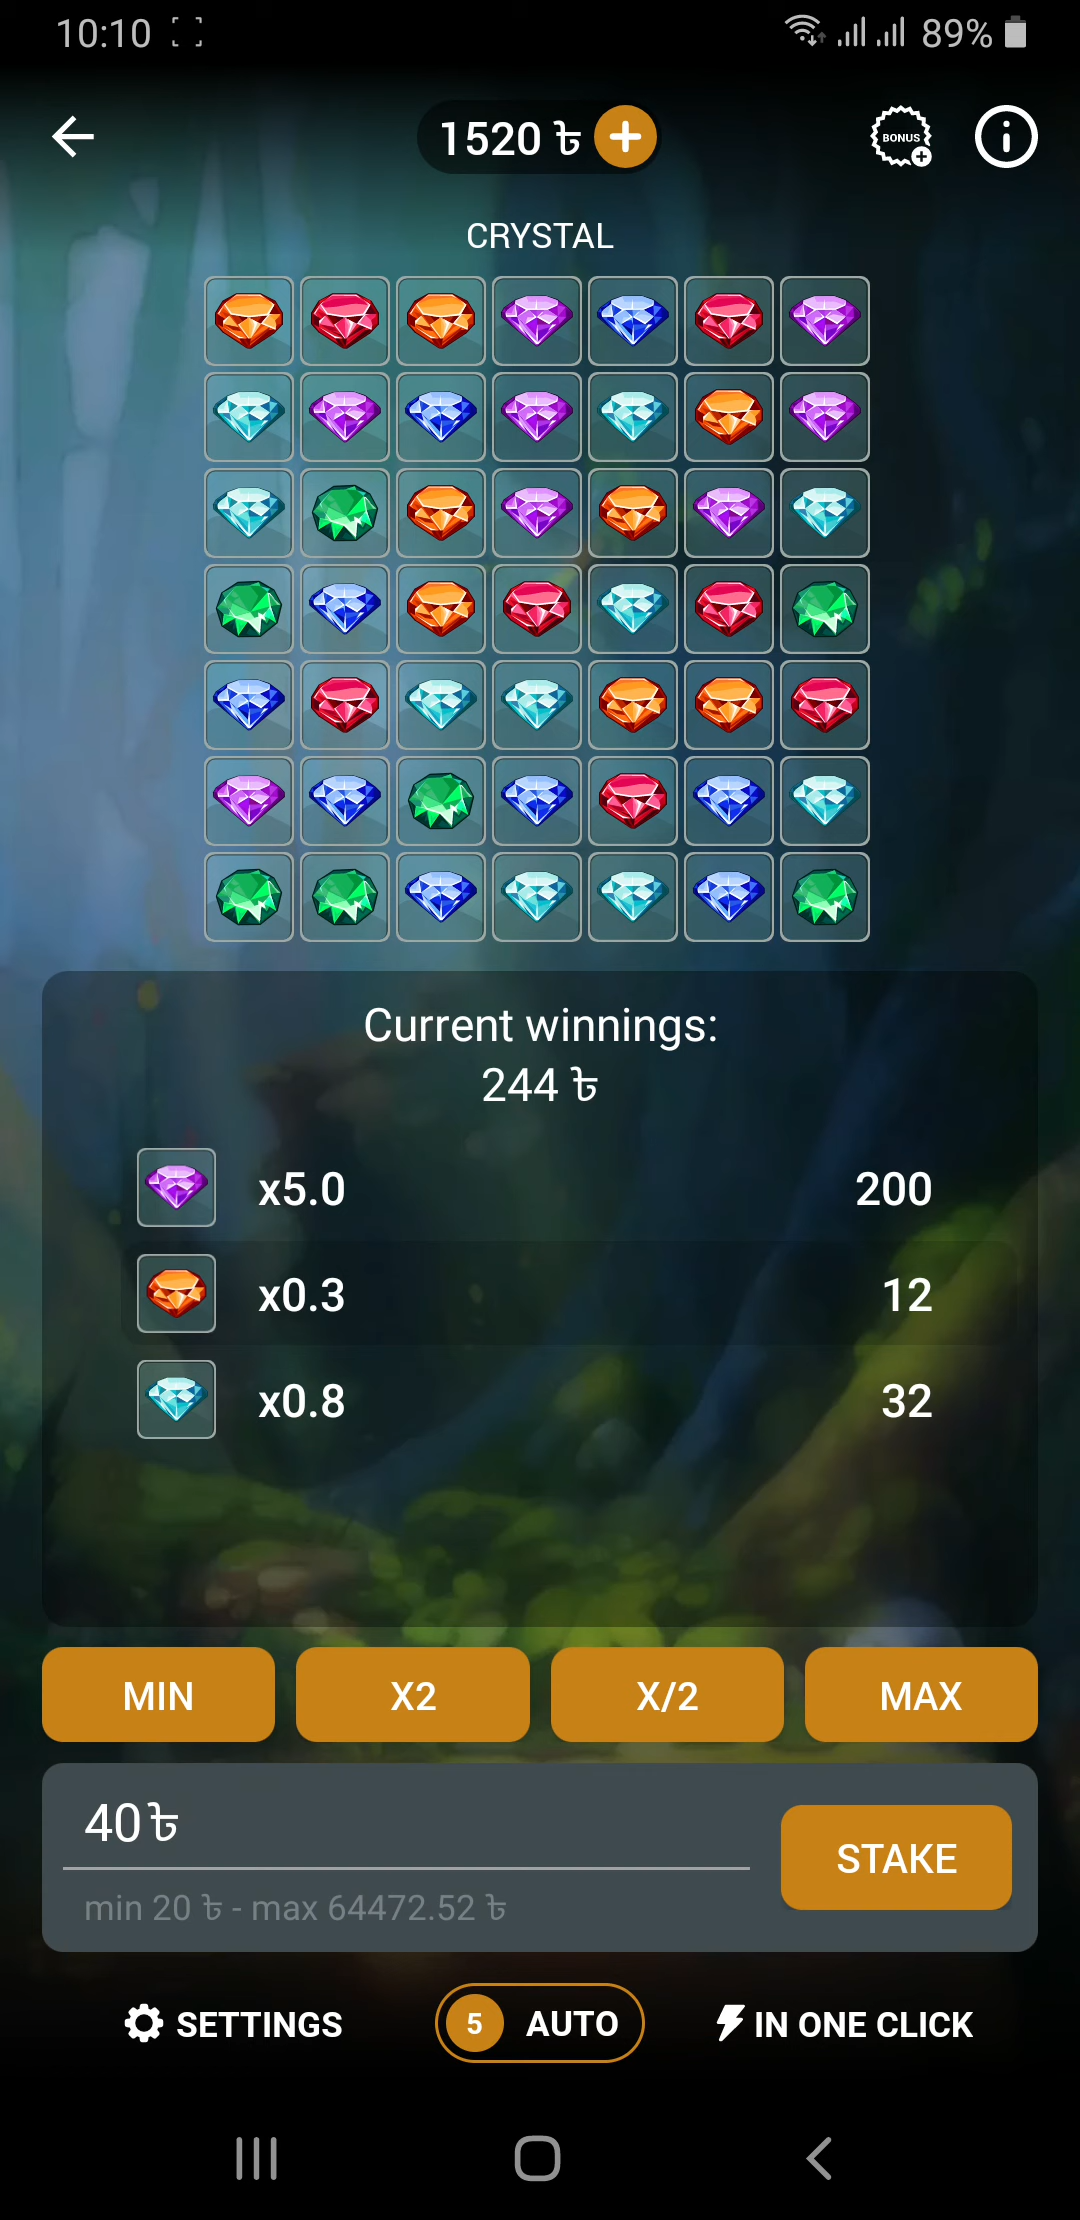 10:10 89%
1520 ৳
BONUS
CRYSTAL
Current winnings:
244 ৳
x5.0 200
x0.3 12
x0.8 32
MIN X2 X/2 MAX
40 ৳
STAKE
min 20 ৳ - max 64472.52 ৳
SETTINGS 5 AUTO IN ONE CLICK